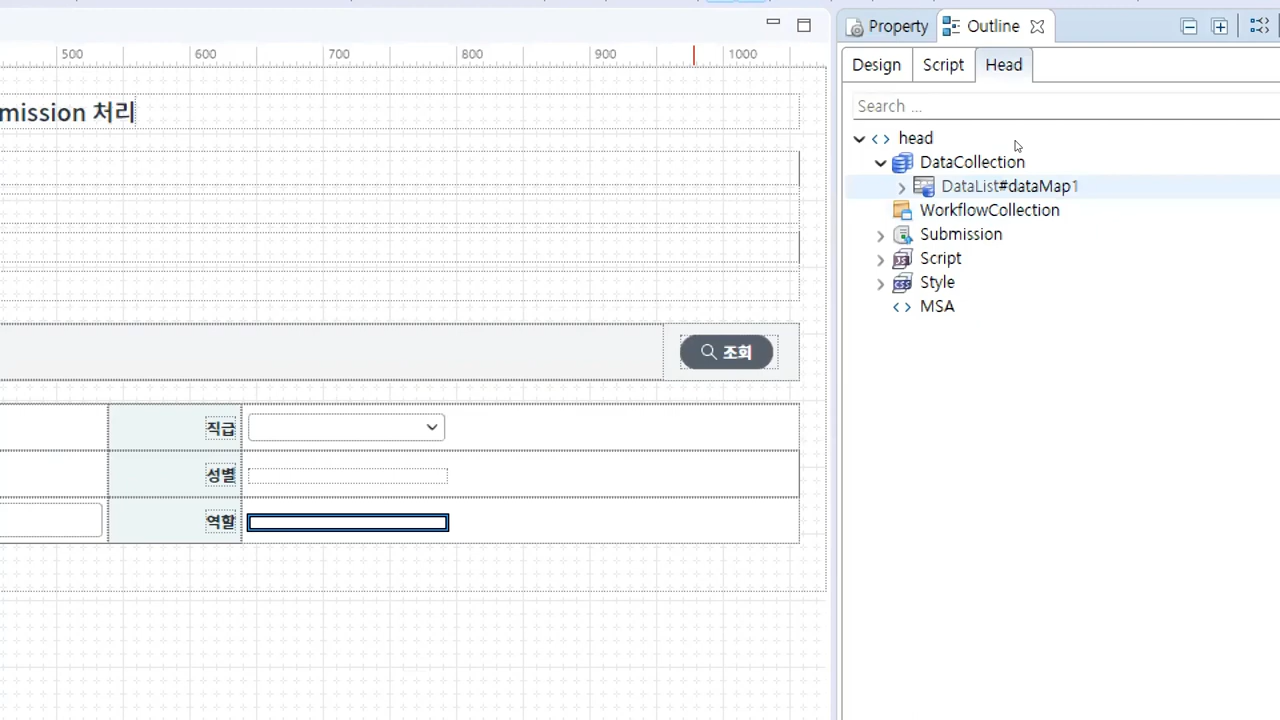 Property
Outline
Design
Script
Head
500
600
700
800
900
1000
Search ...
mission 처리
head
DataCollection
DataList#dataMap1
WorkflowCollection
Submission
Script
Style
MSA
조회
직급
성별
역할